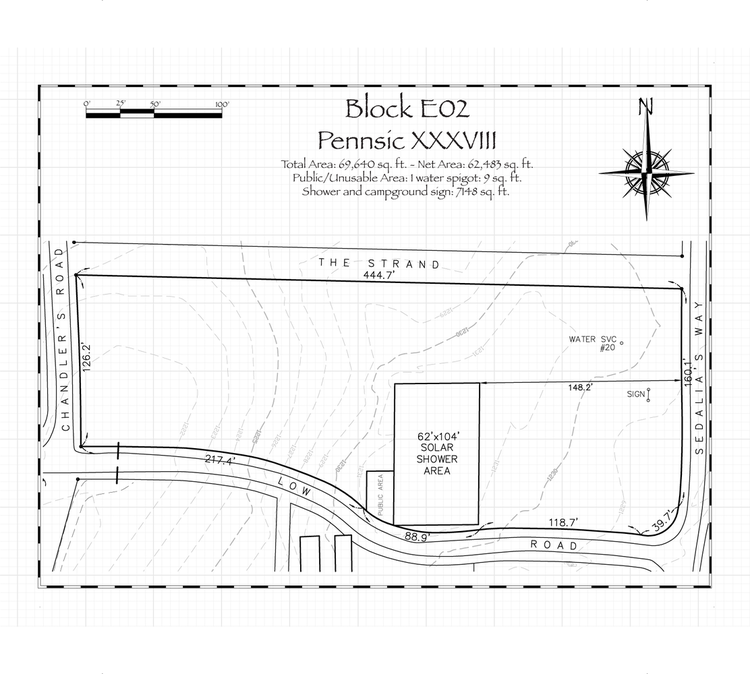 0' 25' 50' 100'
Block E02
Pennsic XXXVIII
Total Area: 69,640 sq. ft. - Net Area: 62,483 sq. ft.
Public/Unusable Area: 1 water spigot: 9 sq. ft.
Shower and campground sign: 7148 sq. ft.
N
THE STRAND
444.7'
CHANDLER'S ROAD
126.2'
WATER SVC
#20
160.1'
SEDALIA'S WAY
148.2'
SIGN
62'x104'
SOLAR
SHOWER
AREA
PUBLIC AREA
217.4'
LOW
88.9'
118.7'
39.7'
ROAD